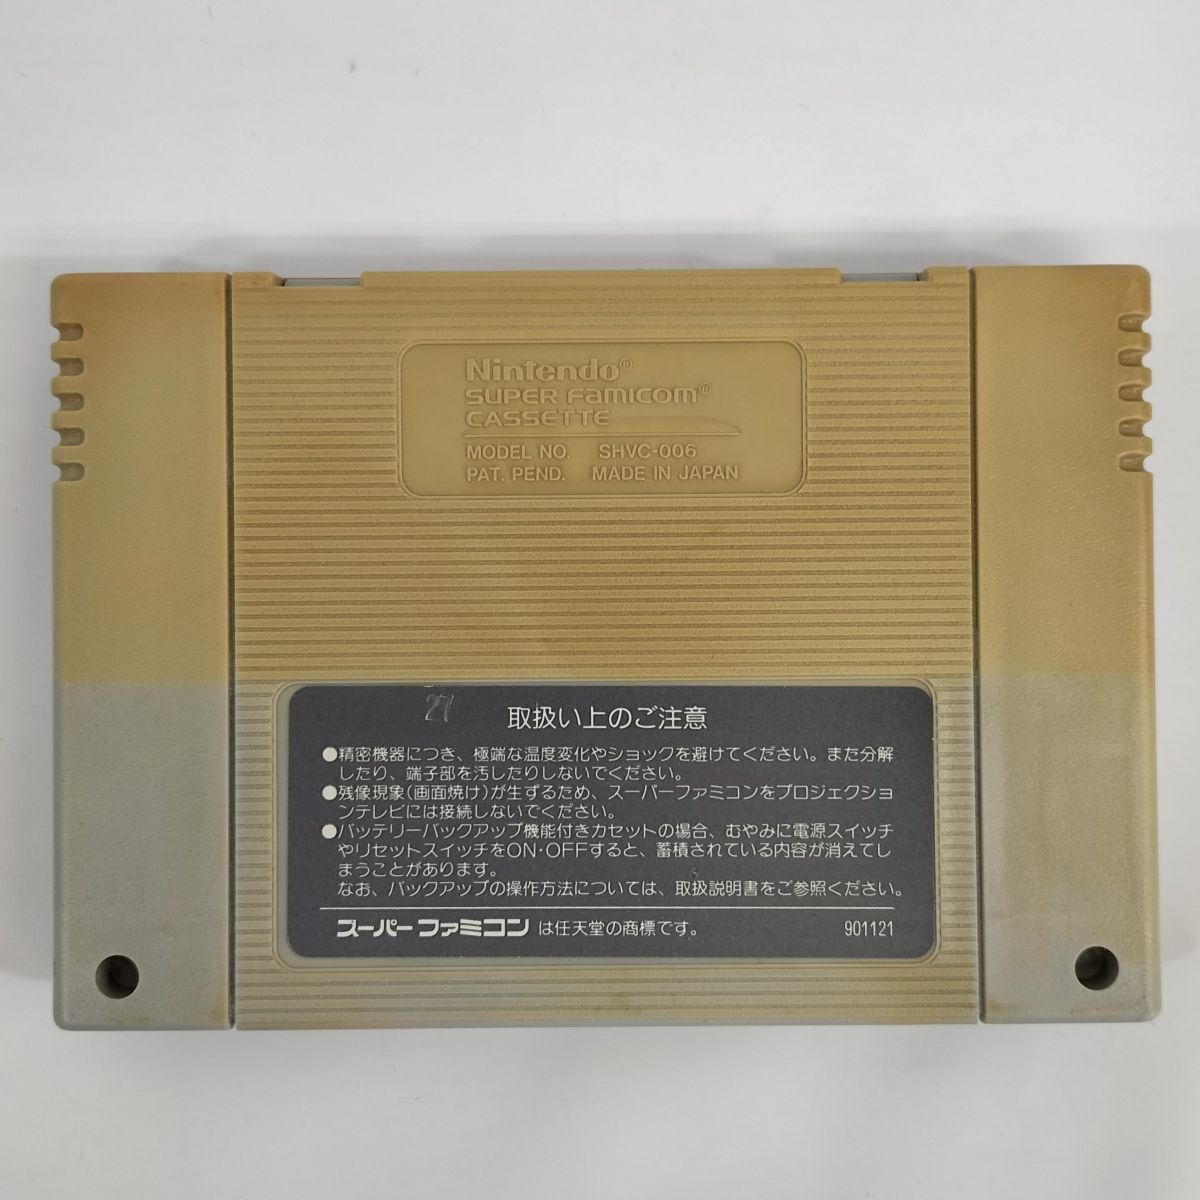 Nintendo®
SUPER FAMICOM®
CASSETTE
MODEL NO. SHVC-006
PAT. PEND. MADE IN JAPAN
27
取扱い上のご注意
●精密機器につき、極端な温度変化やショックを避けてください。また分解
したり、端子部を汚したりしないでください。
●残像現象(画面焼け)が生ずるため、スーパーファミコンをプロジェクショ
ンテレビには接続しないでください。
●バッテリーバックアップ機能付きカセットの場合、むやみに電源スイッチ
やリセットスイッチをON・OFFすると、蓄積されている内容が消えてし
まうことがあります。
なお、バックアップの操作方法については、取扱説明書をご参照ください。
スーパーファミコン は任天堂の商標です。 901121